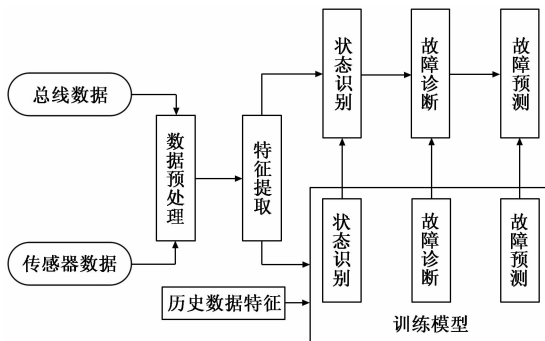 总线数据
传感器数据
数据预处理
特征提取
历史数据特征
状态识别
故障诊断
故障预测
状态识别
故障诊断
故障预测
训练模型